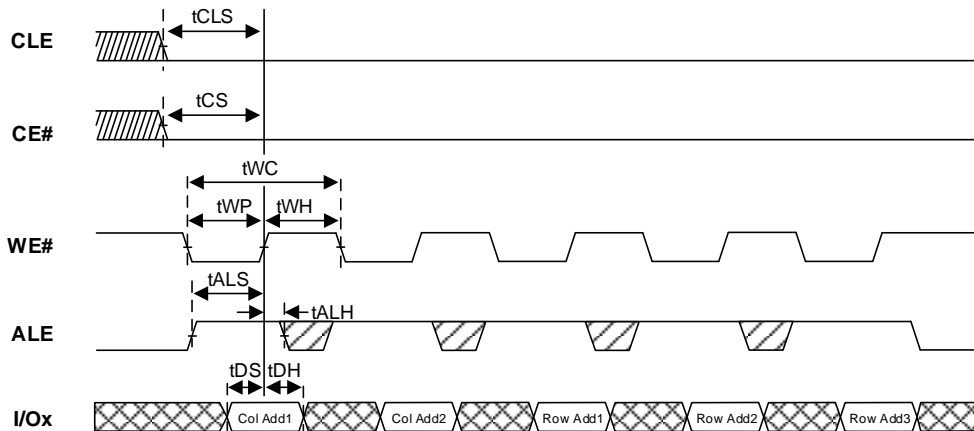 tCLS
CLE
tCS
CE#
tWC
tWP tWH
WE#
tALS
tALH
ALE
tDS tDH
I/Ox Col Add1 Col Add2 Row Add1 Row Add2 Row Add3